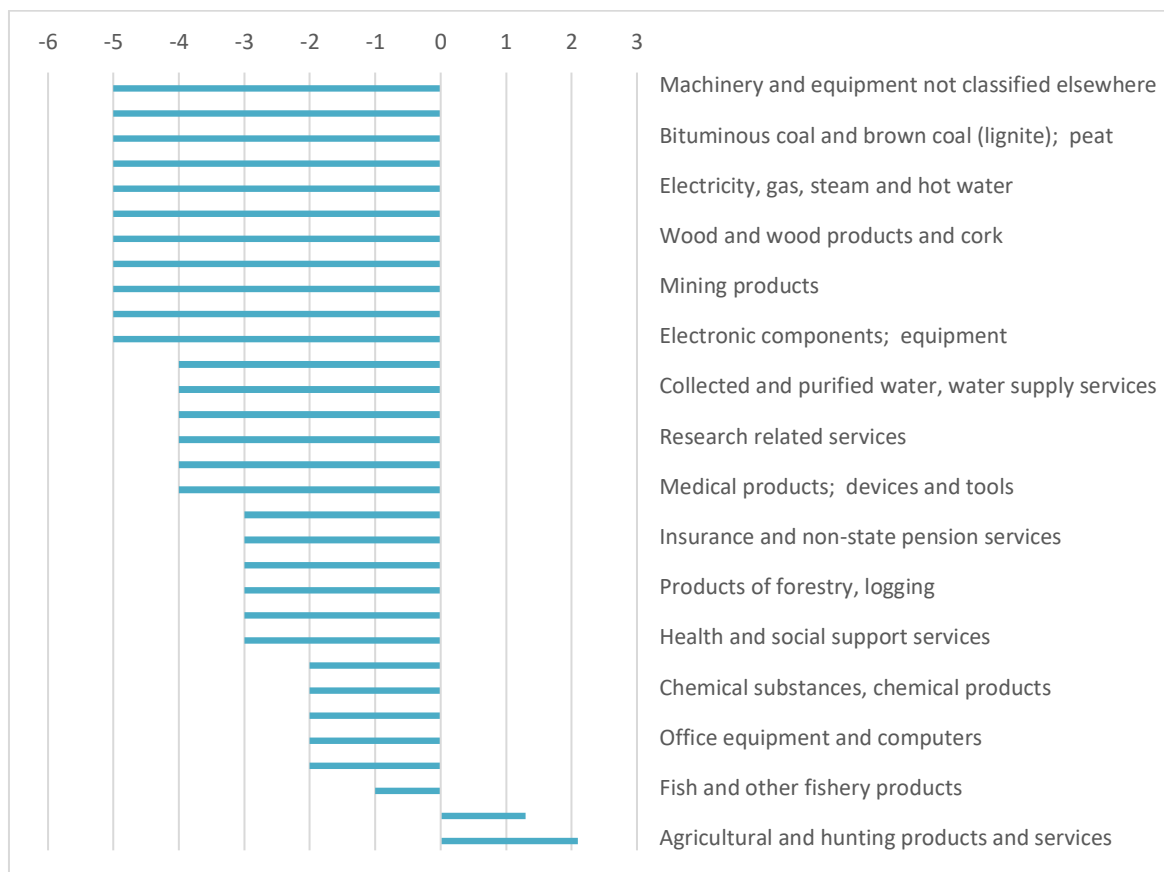 -6 -5 -4 -3 -2 -1 0 1 2 3
Machinery and equipment not classified elsewhere
Bituminous coal and brown coal (lignite);  peat
Electricity, gas, steam and hot water
Wood and wood products and cork
Mining products
Electronic components;  equipment
Collected and purified water, water supply services
Research related services
Medical products;  devices and tools
Insurance and non-state pension services
Products of forestry, logging
Health and social support services
Chemical substances, chemical products
Office equipment and computers
Fish and other fishery products
Agricultural and hunting products and services